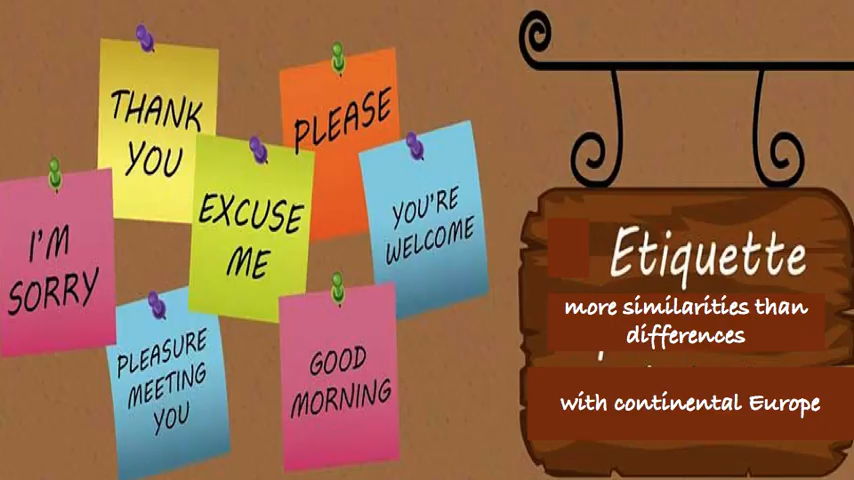 THANK
YOU
PLEASE
EXCUSE
ME
YOU'RE
WELCOME
I'M
SORRY
PLEASURE
MEETING
YOU
GOOD
MORNING
Etiquette
more similarities than
differences
with continental Europe